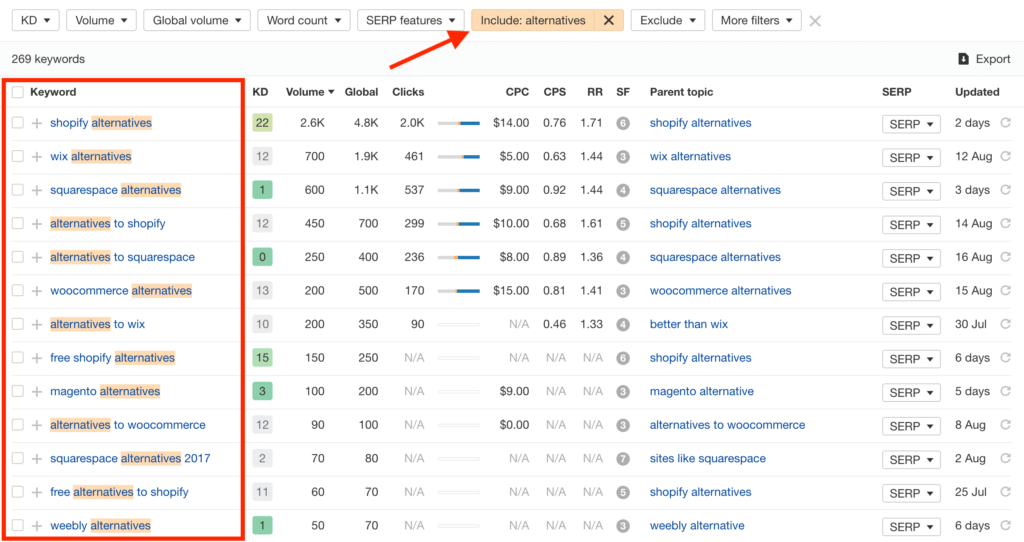 KD Volume Global volume Word count SERP features Include: alternatives Exclude More filters
269 keywords Export
Keyword KD Volume Global Clicks CPC CPS RR SF Parent topic SERP Updated
shopify alternatives 22 2.6K 4.8K 2.0K $14.00 0.76 1.71 6 shopify alternatives SERP 2 days
wix alternatives 12 700 1.9K 461 $5.00 0.63 1.44 3 wix alternatives SERP 12 Aug
squarespace alternatives 1 600 1.1K 537 $9.00 0.92 1.44 4 squarespace alternatives SERP 3 days
alternatives to shopify 12 450 700 299 $10.00 0.68 1.61 5 shopify alternatives SERP 14 Aug
alternatives to squarespace 0 250 400 236 $8.00 0.89 1.36 4 squarespace alternatives SERP 16 Aug
woocommerce alternatives 13 200 500 170 $15.00 0.81 1.41 3 woocommerce alternatives SERP 15 Aug
alternatives to wix 10 200 350 90 N/A 0.46 1.33 4 better than wix SERP 30 Jul
free shopify alternatives 15 150 250 N/A N/A N/A N/A 6 shopify alternatives SERP 6 days
magento alternatives 3 100 200 N/A $9.00 N/A N/A 3 magento alternative SERP 5 days
alternatives to woocommerce 12 90 100 N/A $0.00 N/A N/A 3 alternatives to woocommerce SERP 8 Aug
squarespace alternatives 2017 2 70 80 N/A N/A N/A N/A 7 sites like squarespace SERP 2 Aug
free alternatives to shopify 11 60 70 N/A N/A N/A N/A 5 shopify alternatives SERP 25 Jul
weebly alternatives 1 50 70 N/A N/A N/A N/A 3 weebly alternative SERP 6 days